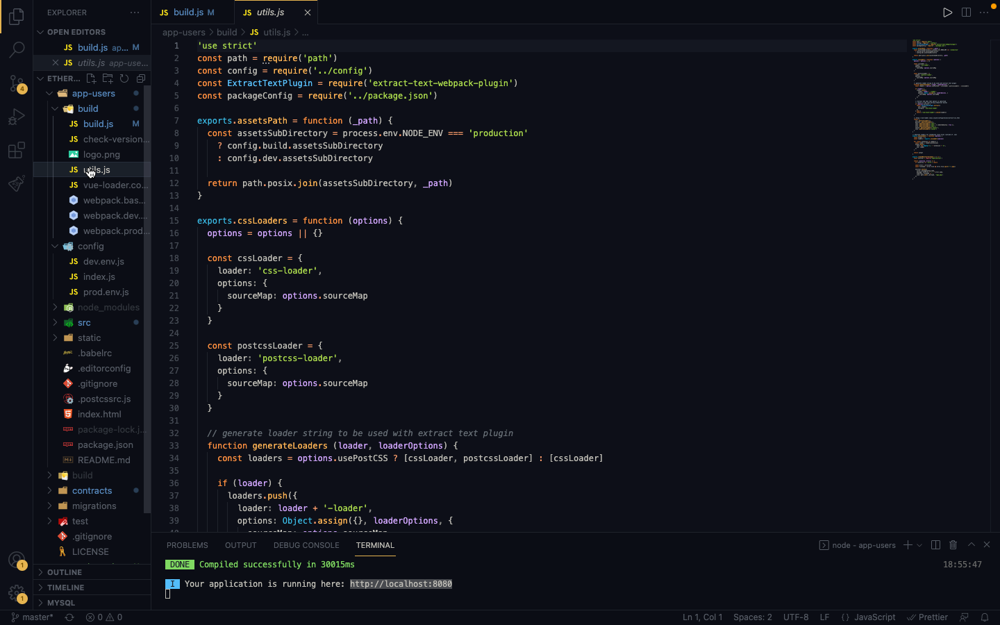 EXPLORER
OPEN EDITORS
JS build.js ap... M
JS utils.js app-use...
ETHER...
app-users
build
JS build.js M
JS check-version...
logo.png
JS utils.js
JS vue-loader.co...
webpack.bas...
webpack.dev....
webpack.prod...
config
JS dev.env.js
JS index.js
JS prod.env.js
node_modules
src
static
.babelrc
.editorconfig
.gitignore
.postcssrc.js
index.html
package-lock.j...
package.json
README.md
build
contracts
migrations
test
.gitignore
LICENSE
OUTLINE
TIMELINE
MYSQL
4
1
1
JS build.js M
JS utils.js
app-users > build > JS utils.js > ...
1 'use strict'
2 const path = require('path')
3 const config = require('../config')
4 const ExtractTextPlugin = require('extract-text-webpack-plugin')
5 const packageConfig = require('../package.json')
6
7 exports.assetsPath = function (_path) {
8 const assetsSubDirectory = process.env.NODE_ENV === 'production'
9 ? config.build.assetsSubDirectory
10 : config.dev.assetsSubDirectory
11
12 return path.posix.join(assetsSubDirectory, _path)
13 }
14
15 exports.cssLoaders = function (options) {
16 options = options || {}
17
18 const cssLoader = {
19 loader: 'css-loader',
20 options: {
21 sourceMap: options.sourceMap
22 }
23 }
24
25 const postcssLoader = {
26 loader: 'postcss-loader',
27 options: {
28 sourceMap: options.sourceMap
29 }
30 }
31
32 // generate loader string to be used with extract text plugin
33 function generateLoaders (loader, loaderOptions) {
34 const loaders = options.usePostCSS ? [cssLoader, postcssLoader] : [cssLoader]
35
36 if (loader) {
37 loaders.push({
38 loader: loader + '-loader',
39 options: Object.assign({}, loaderOptions, {
PROBLEMS OUTPUT DEBUG CONSOLE TERMINAL
node - app-users
DONE Compiled successfully in 30015ms 18:55:47
I Your application is running here: http://localhost:8080
master* 0 0
Ln 1, Col 1 Spaces: 2 UTF-8 LF {} JavaScript Prettier